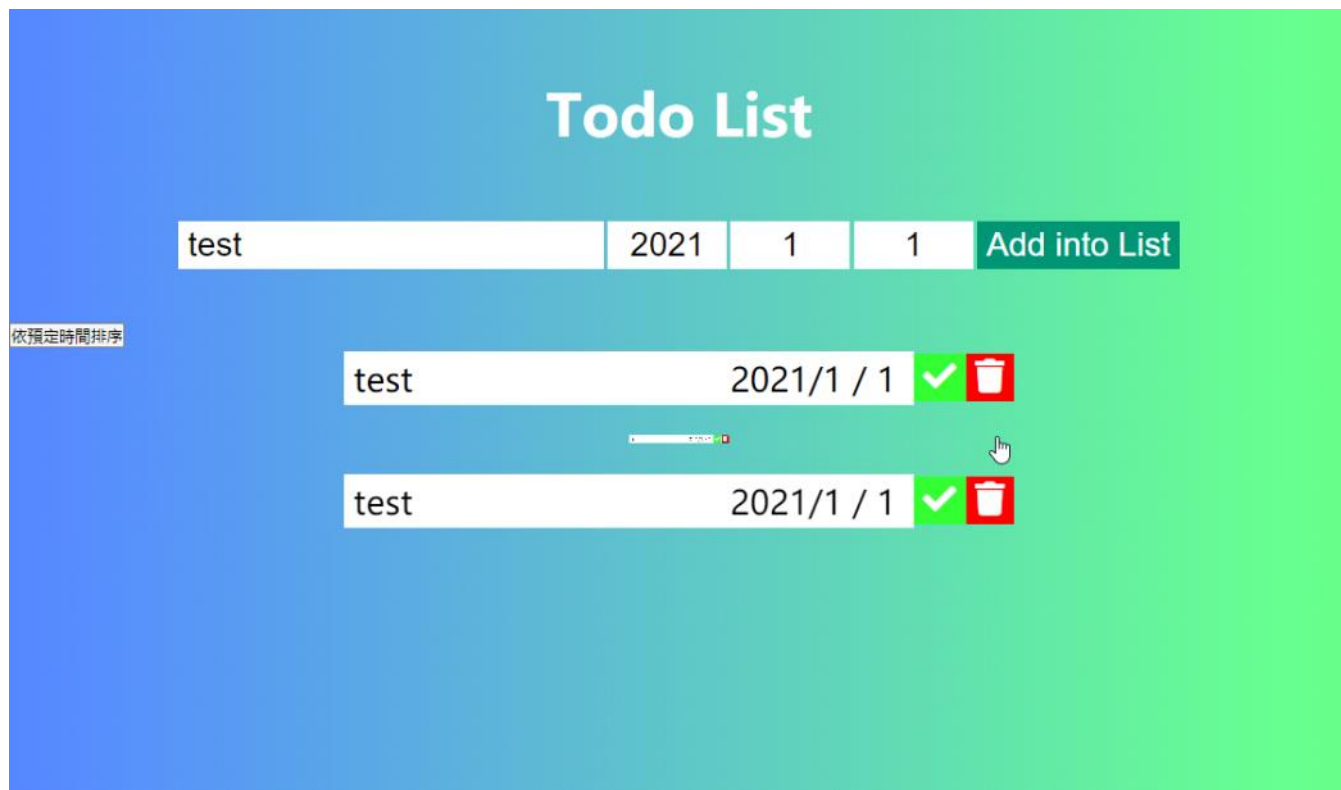 Todo List
test 2021 1 1 Add into List
依預定時間排序
test 2021/1 / 1
test 2021/1 / 1